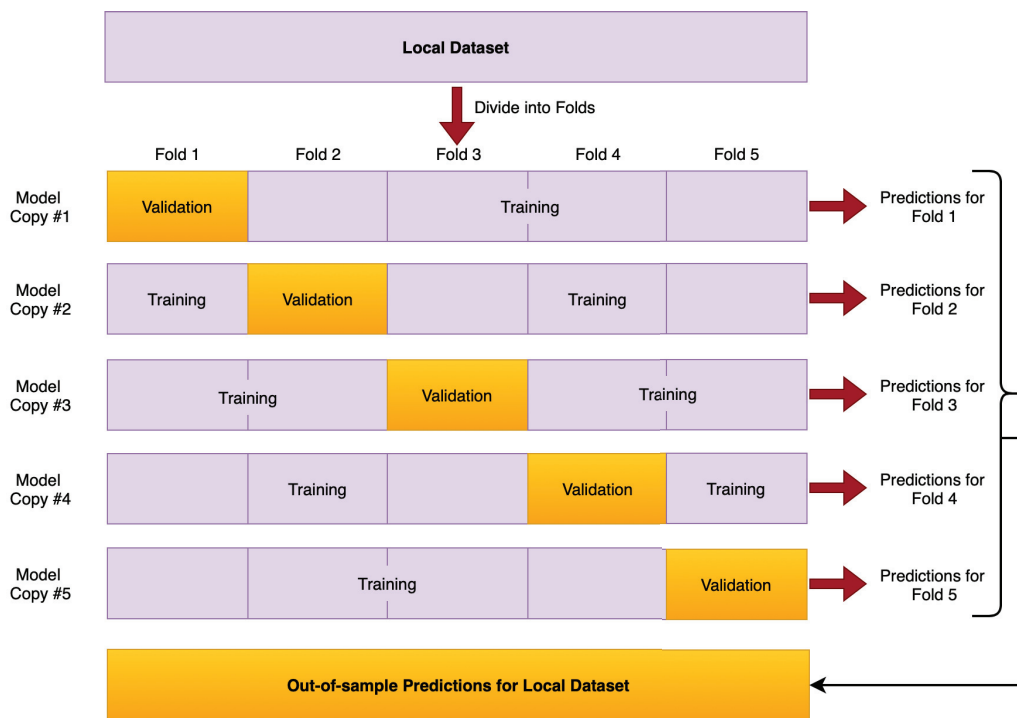 Local Dataset
Divide into Folds
Fold 1
Fold 2
Fold 3
Fold 4
Fold 5
Model
Copy #1
Validation
Training
Predictions for
Fold 1
Model
Copy #2
Training
Validation
Training
Predictions for
Fold 2
Model
Copy #3
Training
Validation
Training
Predictions for
Fold 3
Model
Copy #4
Training
Validation
Training
Predictions for
Fold 4
Model
Copy #5
Training
Validation
Predictions for
Fold 5
Out-of-sample Predictions for Local Dataset